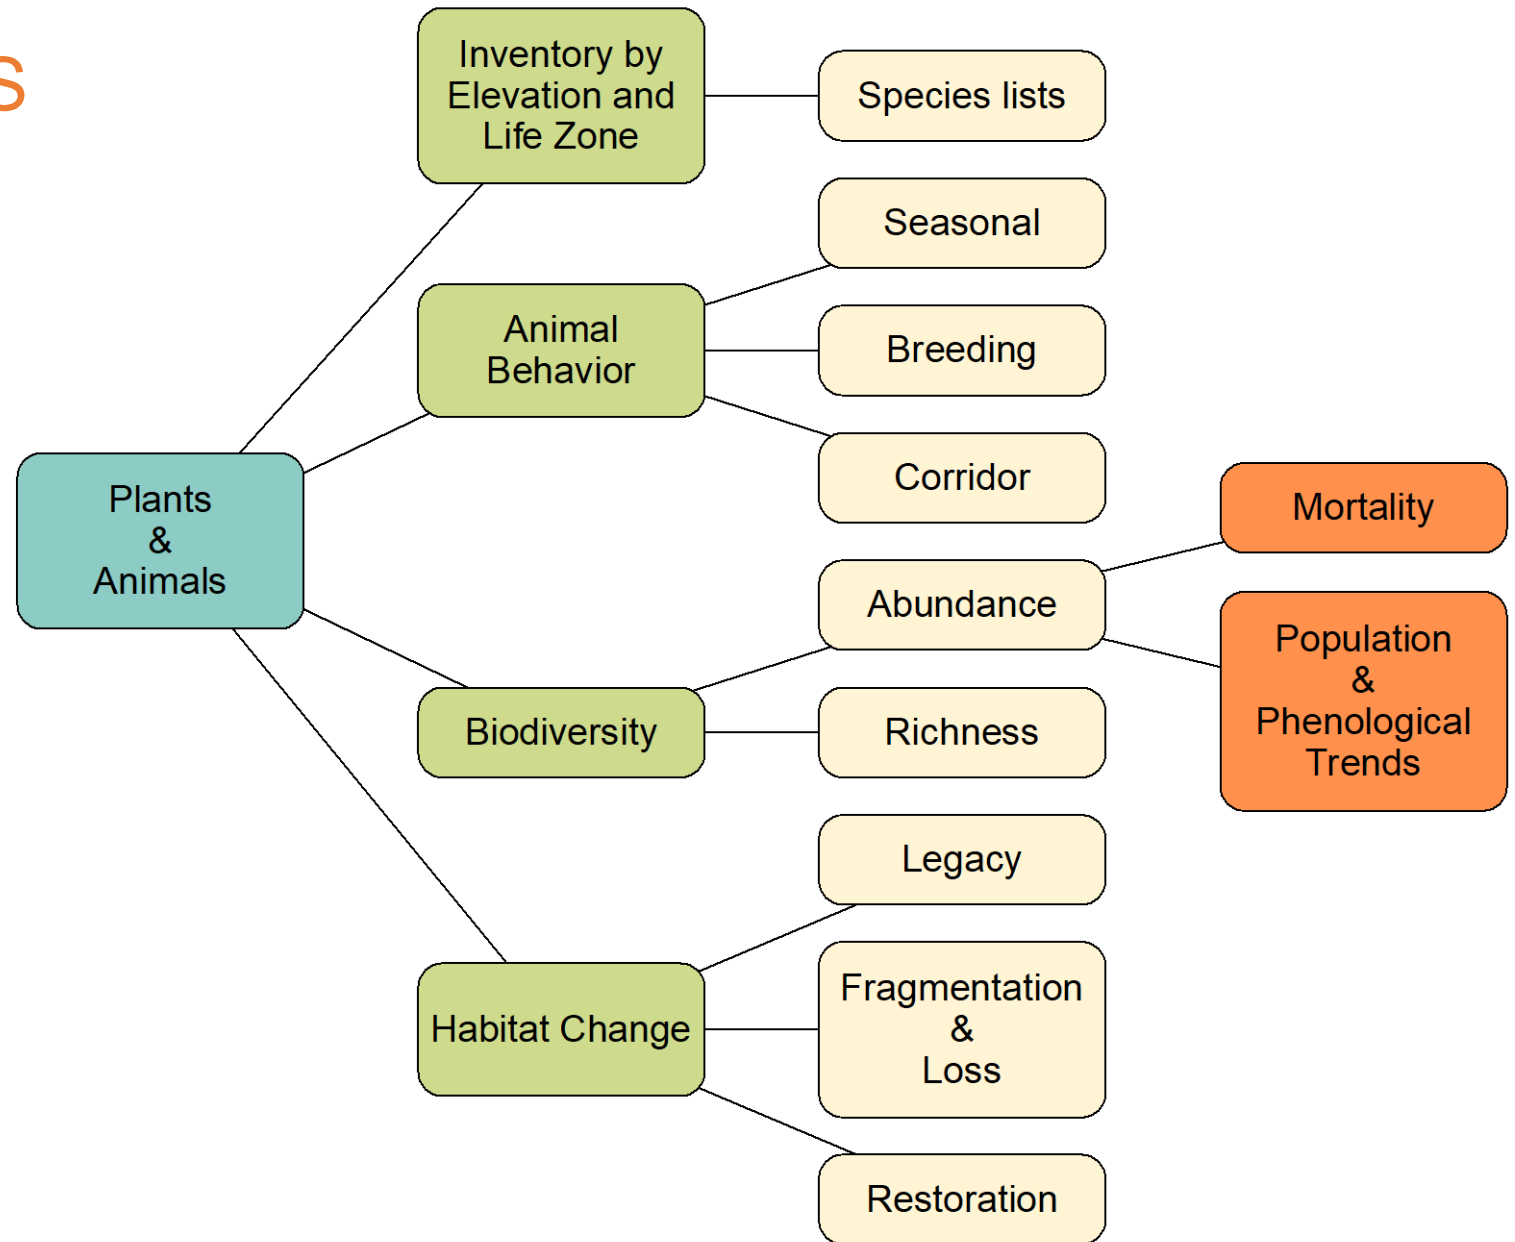 s
Inventory by
Elevation and
Life Zone
Species lists
Seasonal
Animal
Behavior
Breeding
Corridor
Plants
&
Animals
Mortality
Abundance
Population
&
Phenological
Trends
Biodiversity
Richness
Legacy
Habitat Change
Fragmentation
&
Loss
Restoration